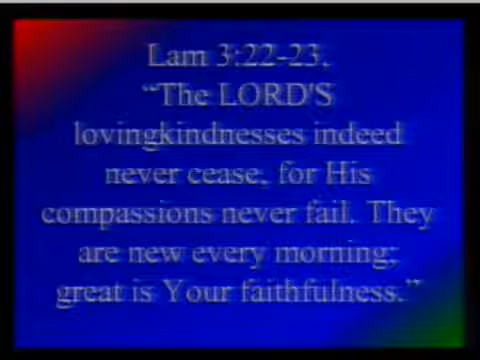 Lam 3:22-23,
“The LORD'S
lovingkindnesses indeed
never cease, for His
compassions never fail. They
are new every morning;
great is Your faithfulness.”